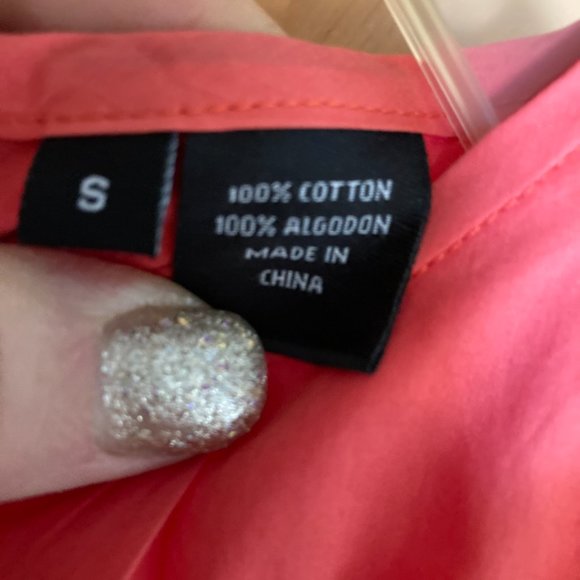 S
100% COTTON
100% ALGODON
MADE IN
CHINA